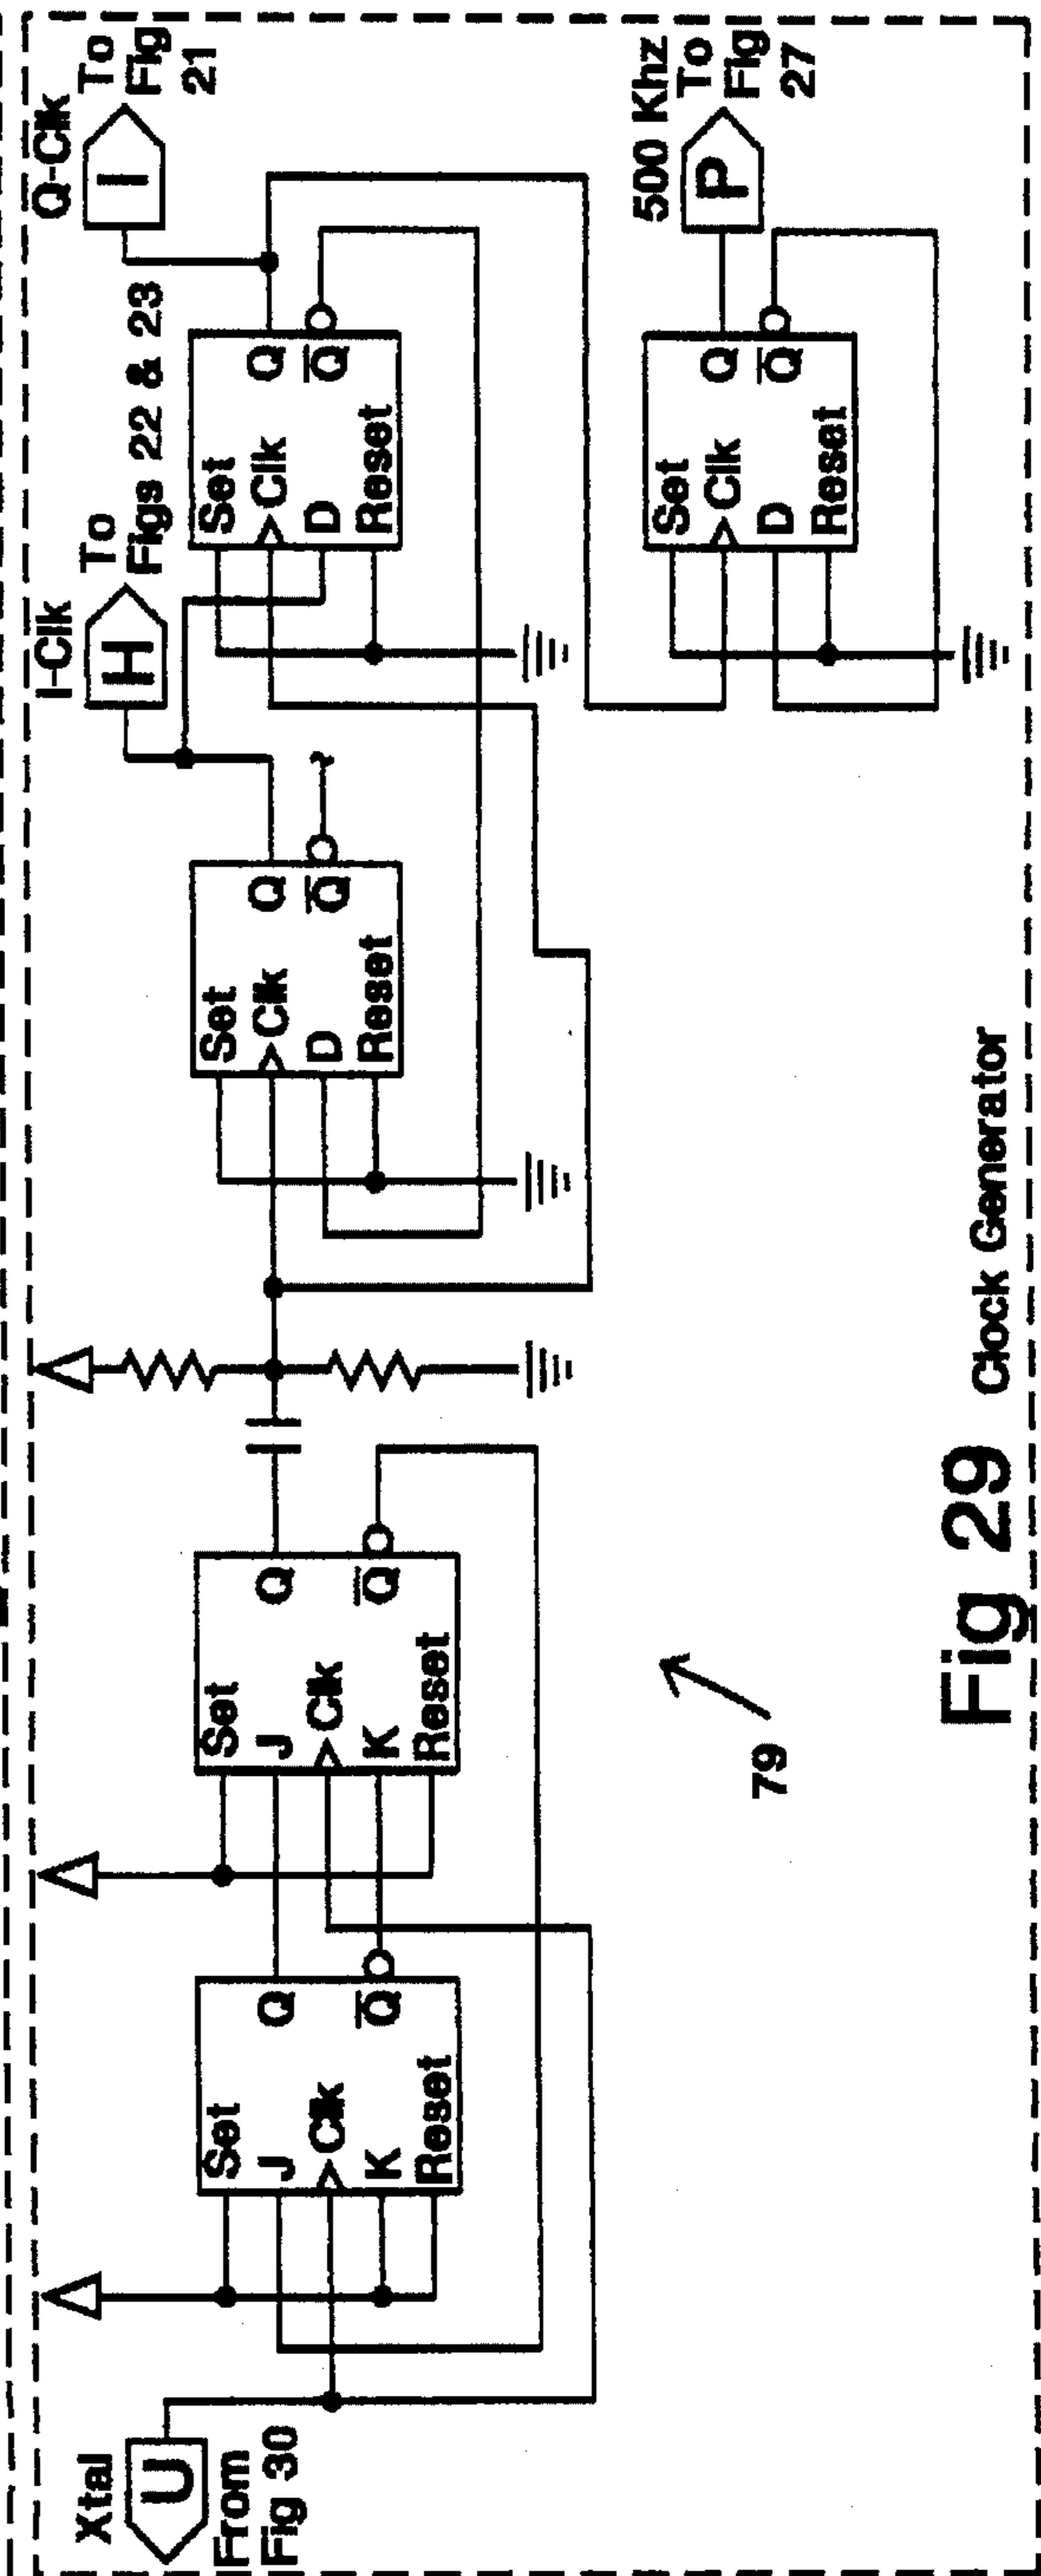 Xtal
U
From
Fig 30
Set
J
Clk
K
Reset
Q
Q
Set
J
Clk
K
Reset
Q
Q
Set
Clk
D
Reset
Q
Q
I-Clk
H
To
Figs 22 & 23
Set
Clk
D
Reset
Q
Q
Q-Clk
I
To
Fig
21
Set
Clk
D
Reset
Q
Q
500 Khz
P
To
Fig
27
79
Fig 29 Clock Generator